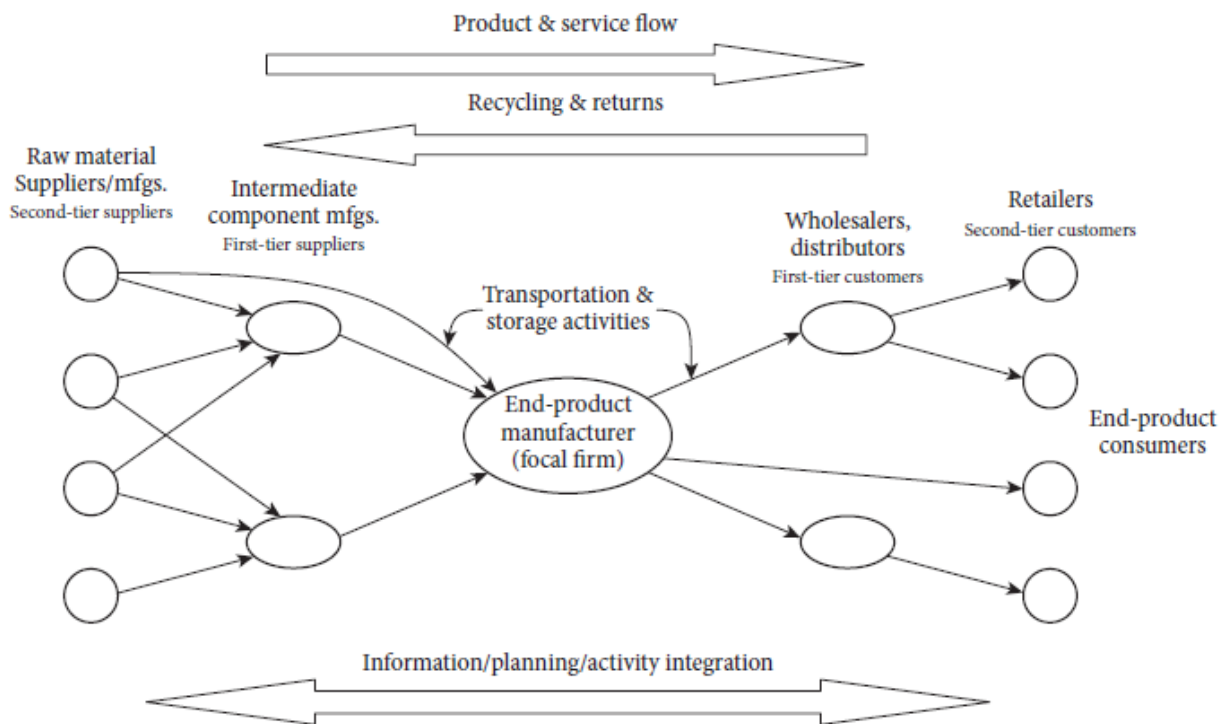 Product & service flow
Recycling & returns
Raw material
Suppliers/mfgs.
Second-tier suppliers
Intermediate
component mfgs.
First-tier suppliers
Wholesalers,
distributors
First-tier customers
Retailers
Second-tier customers
Transportation &
storage activities
End-product
manufacturer
(focal firm)
End-product
consumers
Information/planning/activity integration